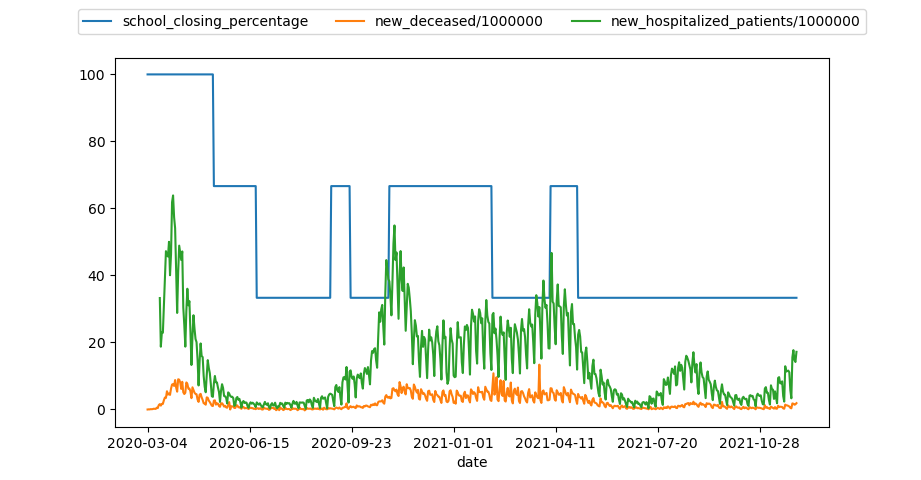 school_closing_percentage new_deceased/1000000 new_hospitalized_patients/1000000
100
80
60
40
20
0
2020-03-04 2020-06-15 2020-09-23 2021-01-01 2021-04-11 2021-07-20 2021-10-28
date